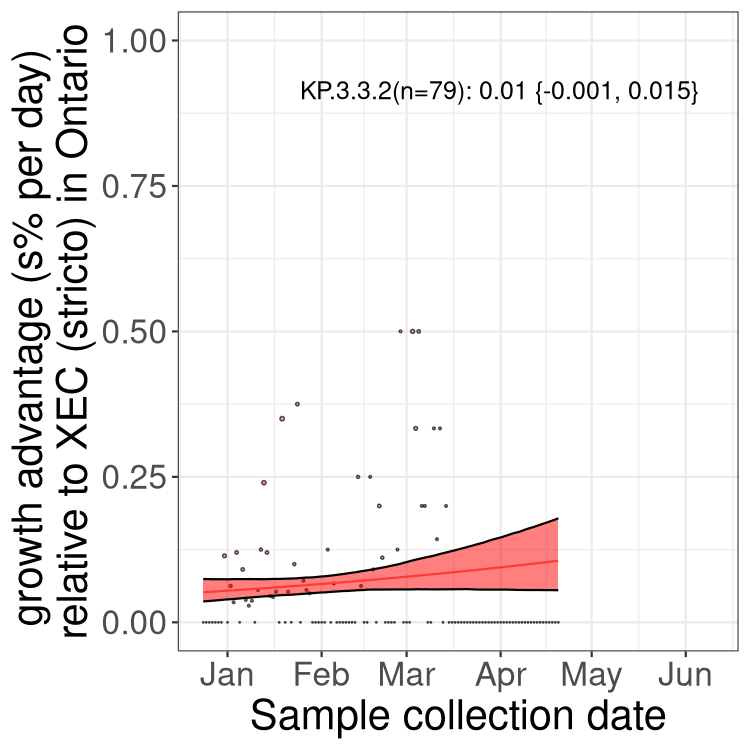 growth advantage (s% per day)
relative to XEC (stricto) in Ontario
1.00
0.75
0.50
0.25
0.00
KP.3.3.2(n=79): 0.01 {-0.001, 0.015}
Jan Feb Mar Apr May Jun
Sample collection date